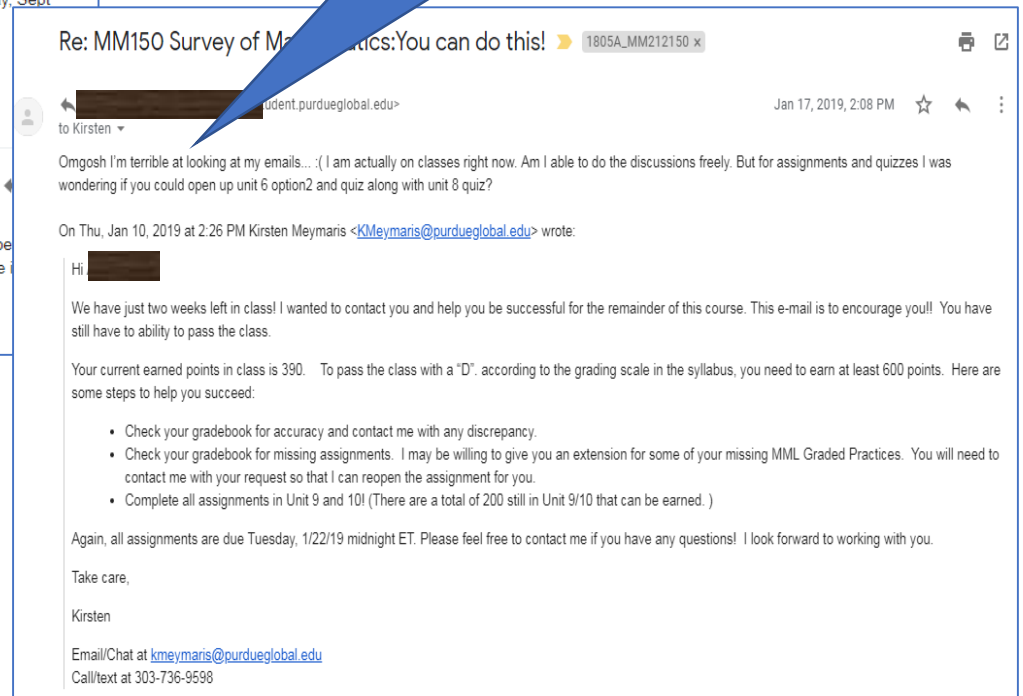 y, Sept
Re: MM150 Survey of Ma tics:You can do this! 1805A_MM212150 x
udent.purdueglobal.edu> Jan 17, 2019, 2:08 PM
to Kirsten
Omgosh I'm terrible at looking at my emails... :( I am actually on classes right now. Am I able to do the discussions freely. But for assignments and quizzes I was
wondering if you could open up unit 6 option2 and quiz along with unit 8 quiz?
On Thu, Jan 10, 2019 at 2:26 PM Kirsten Meymaris <KMeymaris@purdueglobal.edu> wrote:
Hi
We have just two weeks left in class! I wanted to contact you and help you be successful for the remainder of this course. This e-mail is to encourage you!! You have
still have to ability to pass the class.
Your current earned points in class is 390. To pass the class with a “D”. according to the grading scale in the syllabus, you need to earn at least 600 points. Here are
some steps to help you succeed:
• Check your gradebook for accuracy and contact me with any discrepancy.
• Check your gradebook for missing assignments. I may be willing to give you an extension for some of your missing MML Graded Practices. You will need to
contact me with your request so that I can reopen the assignment for you.
• Complete all assignments in Unit 9 and 10! (There are a total of 200 still in Unit 9/10 that can be earned. )
Again, all assignments are due Tuesday, 1/22/19 midnight ET. Please feel free to contact me if you have any questions! I look forward to working with you.
Take care,
Kirsten
Email/Chat at kmeymaris@purdueglobal.edu
Call/text at 303-736-9598